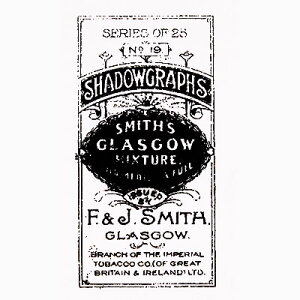 SERIES OF 25
No 19.
SHADOWGRAPHS
SMITH'S
GLASGOW
MIXTURE.
ISSUED
BY
F. & J. SMITH.
GLASGOW.
BRANCH OF THE IMPERIAL
TOBACCO CO. (OF GREAT
BRITAIN & IRELAND) LTD.